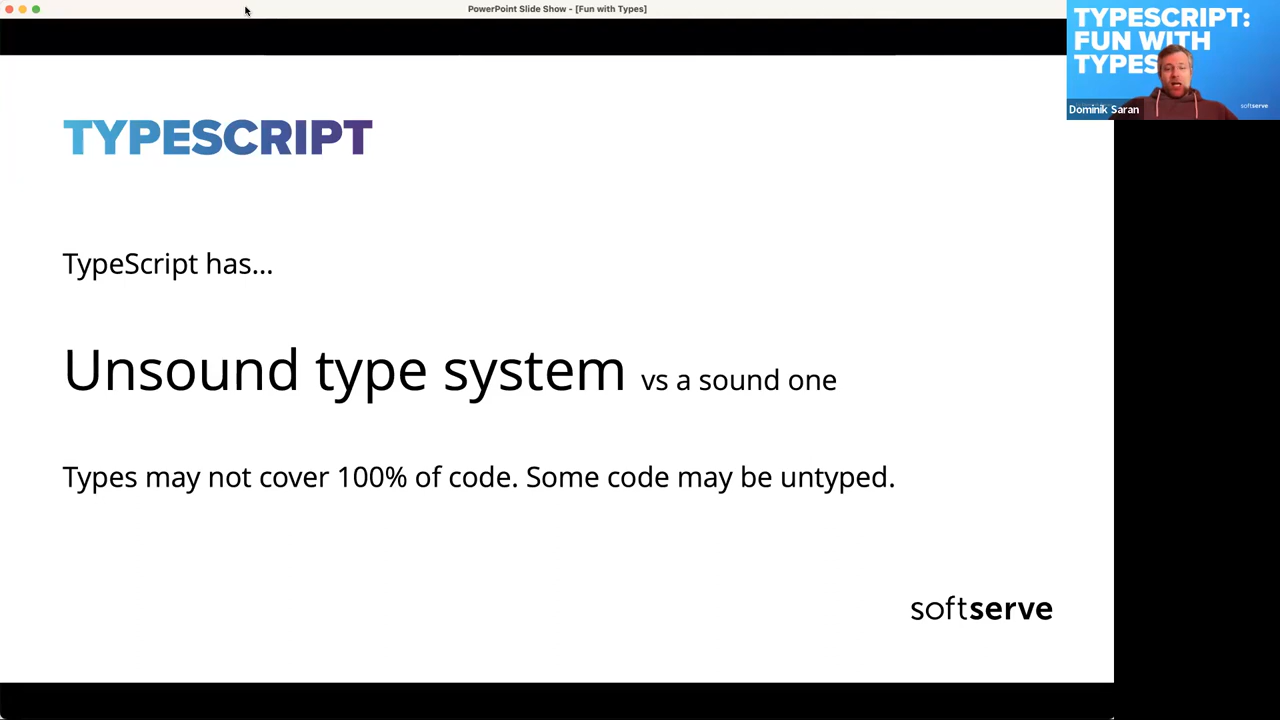 PowerPoint Slide Show - [Fun with Types]
TYPESCRIPT:
FUN WITH
TYPES
Dominik Saran
softserve
TYPESCRIPT
TypeScript has...
Unsound type system vs a sound one
Types may not cover 100% of code. Some code may be untyped.
softserve